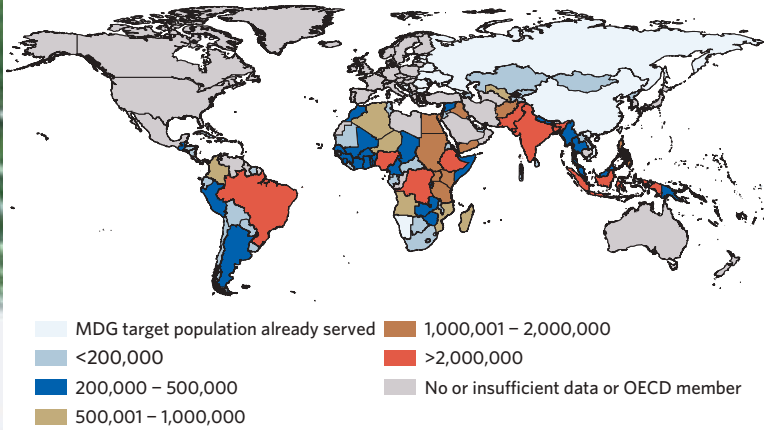 MDG target population already served
<200,000
200,000 – 500,000
500,001 – 1,000,000
1,000,001 – 2,000,000
>2,000,000
No or insufficient data or OECD member